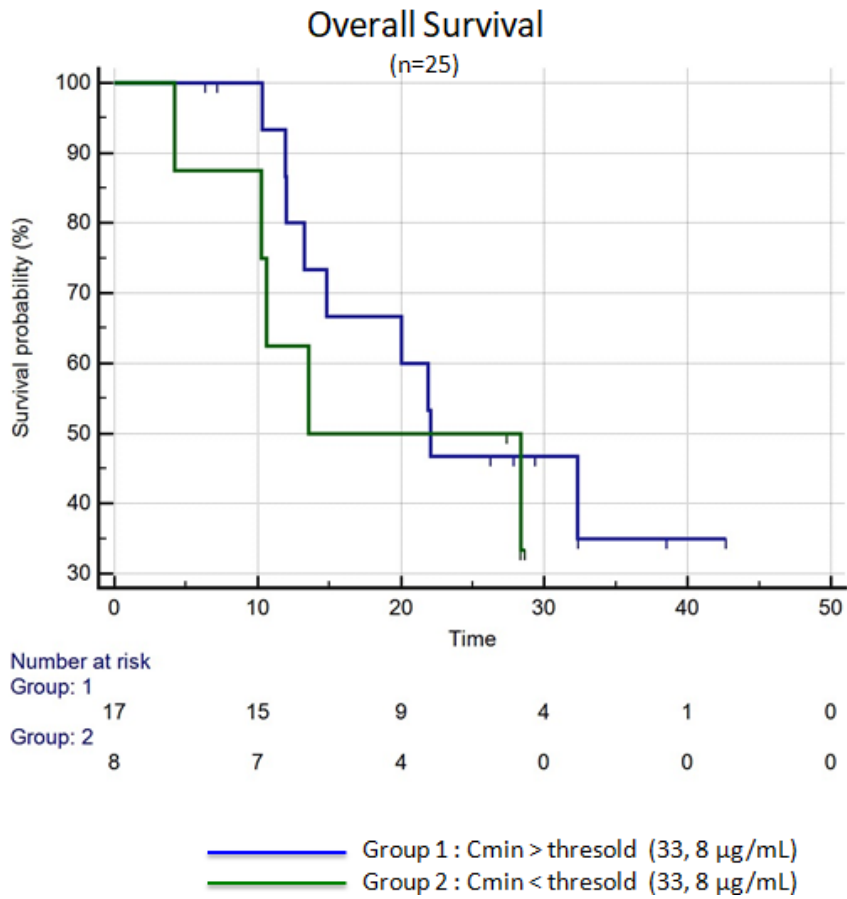 Overall Survival
(n=25)
Survival probability (%)
100
90
80
70
60
50
40
30
0 10 20 30 40 50
Time
Number at risk
Group: 1
17 15 9 4 1 0
Group: 2
8 7 4 0 0 0
Group 1 : Cmin > thresold (33, 8 µg/mL)
Group 2 : Cmin < thresold (33, 8 µg/mL)